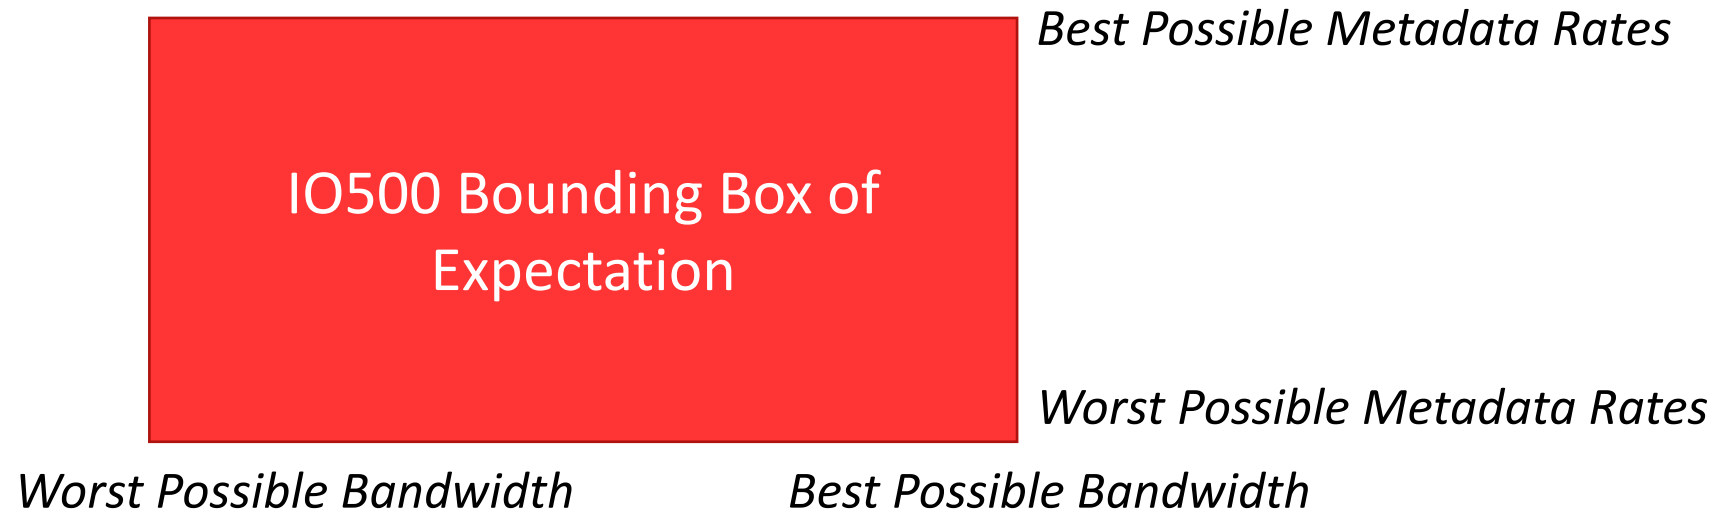 Best Possible Metadata Rates
IO500 Bounding Box of
Expectation
Worst Possible Metadata Rates
Worst Possible Bandwidth
Best Possible Bandwidth